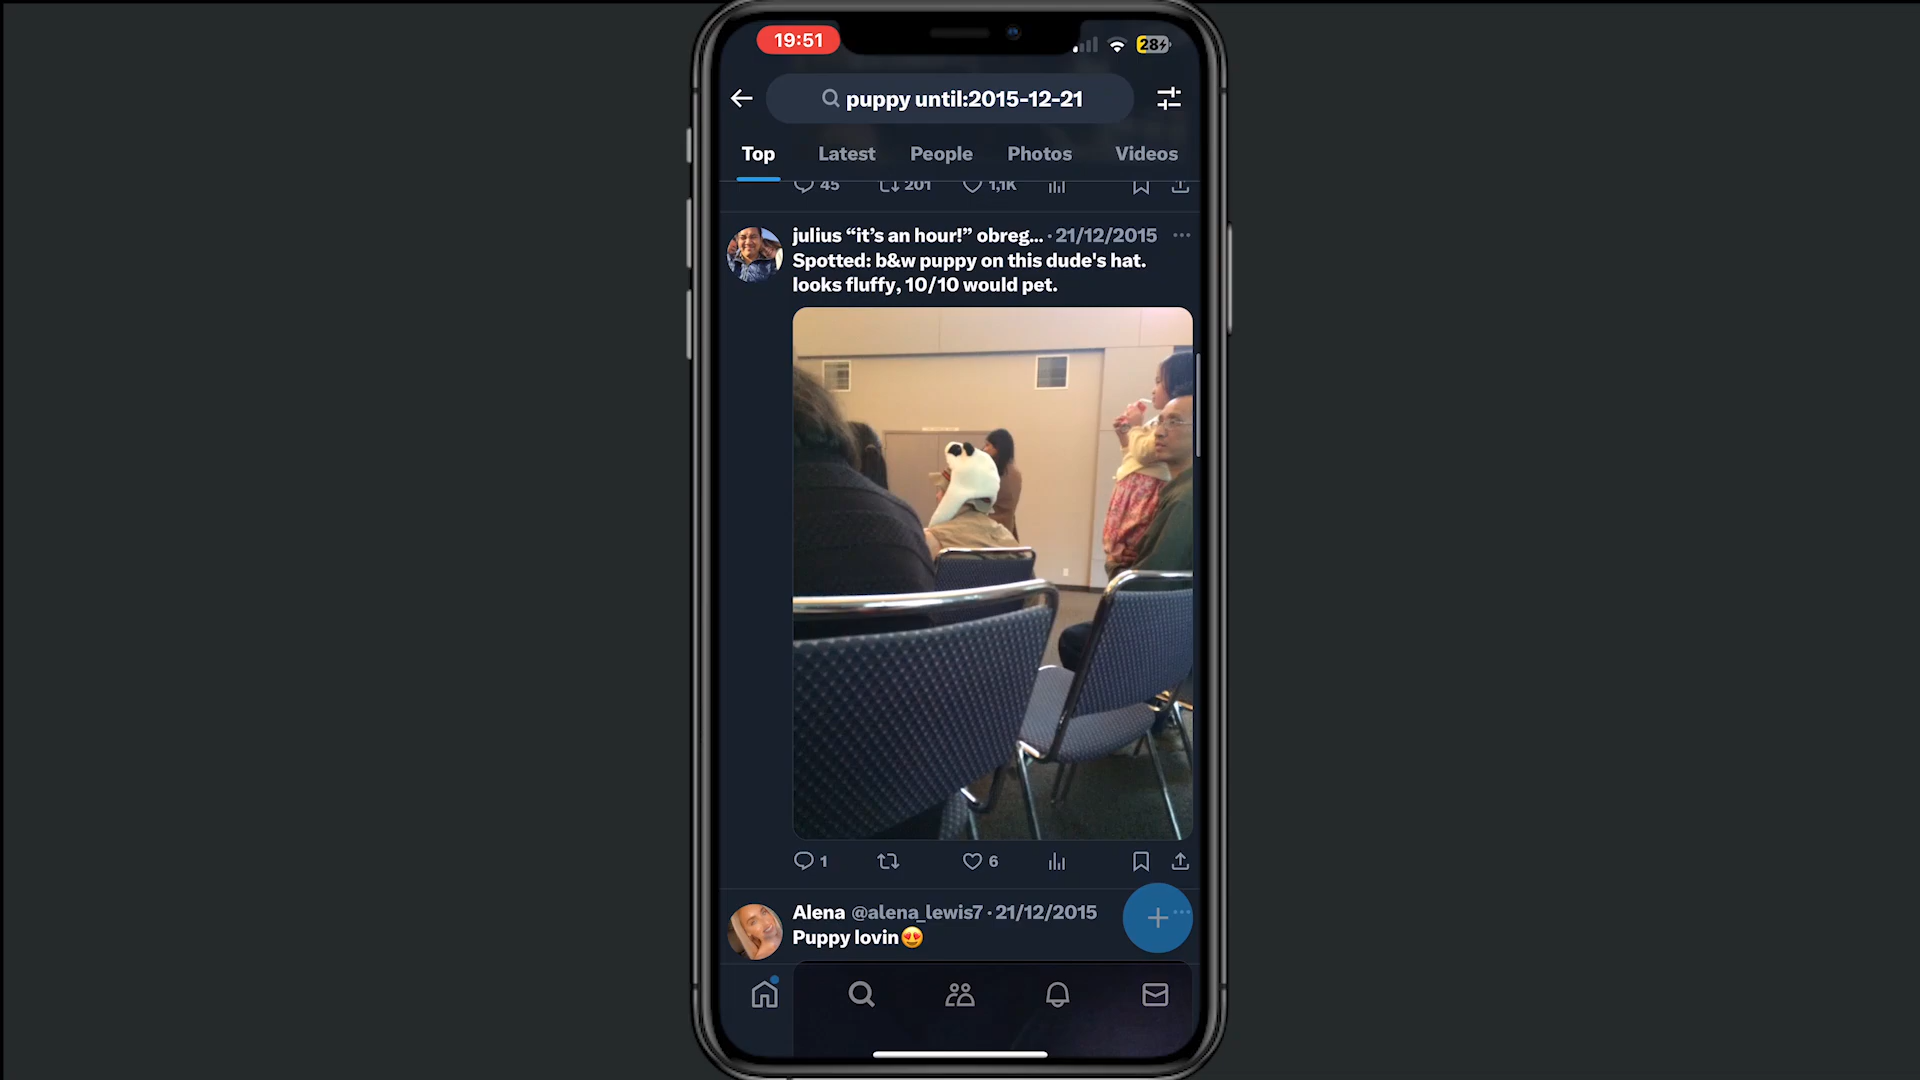 19:51
28
puppy until:2015-12-21
Top Latest People Photos Videos
45 201 1,1K
julius “it’s an hour!” obreg... · 21/12/2015
Spotted: b&w puppy on this dude's hat.
looks fluffy, 10/10 would pet.
1 6
Alena @alena_lewis7 · 21/12/2015
Puppy lovin😍